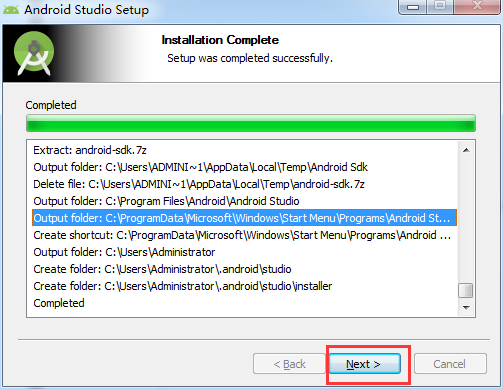 Android Studio Setup
Installation Complete
Setup was completed successfully.
Completed
Extract: android-sdk.7z
Output folder: C:\Users\ADMINI~1\AppData\Local\Temp\Android Sdk
Delete file: C:\Users\ADMINI~1\AppData\Local\Temp\android-sdk.7z
Output folder: C:\Program Files\Android\Android Studio
Output folder: C:\ProgramData\Microsoft\Windows\Start Menu\Programs\Android St...
Create shortcut: C:\ProgramData\Microsoft\Windows\Start Menu\Programs\Android ...
Output folder: C:\Users\Administrator
Create folder: C:\Users\Administrator\.android\studio
Create folder: C:\Users\Administrator\.android\studio\installer
Completed
< Back Next > Cancel